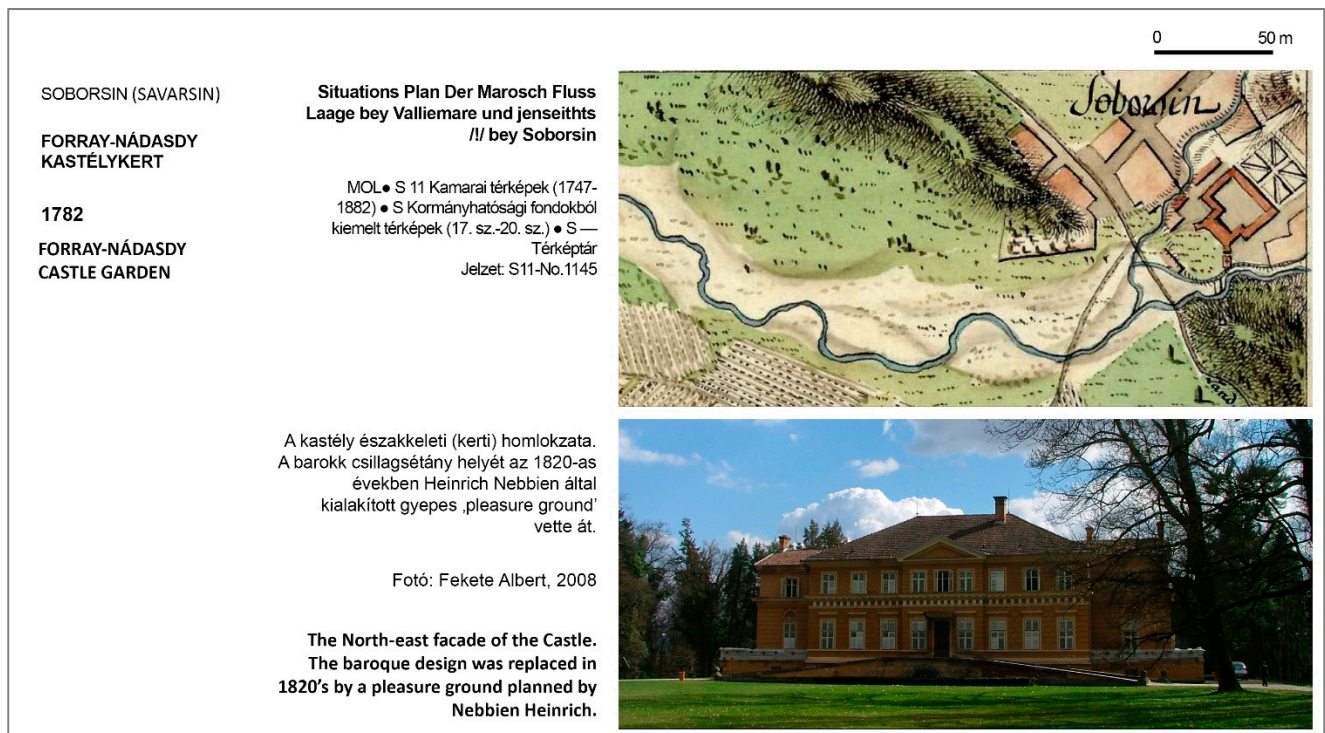 0 50 m
SOBORSIN (SAVARSIN)
FORRAY-NÁDASDY
KASTÉLYKERT
1782
FORRAY-NÁDASDY
CASTLE GARDEN
Situations Plan Der Marosch Fluss
Laage bey Valliemare und jenseithts
/!/ bey Soborsin
MOL● S 11 Kamarai térképek (1747-
1882) ● S Kormányhatósági fondokból
kiemelt térképek (17. sz.-20. sz.) ● S —
Térképtár
Jelzet: S11-No.1145
Soborsin
Land
A kastély északkeleti (kerti) homlokzata.
A barokk csillagsétány helyét az 1820-as
években Heinrich Nebbien által
kialakított gyepes ‚pleasure ground’
vette át.
Fotó: Fekete Albert, 2008
The North-east facade of the Castle.
The baroque design was replaced in
1820’s by a pleasure ground planned by
Nebbien Heinrich.